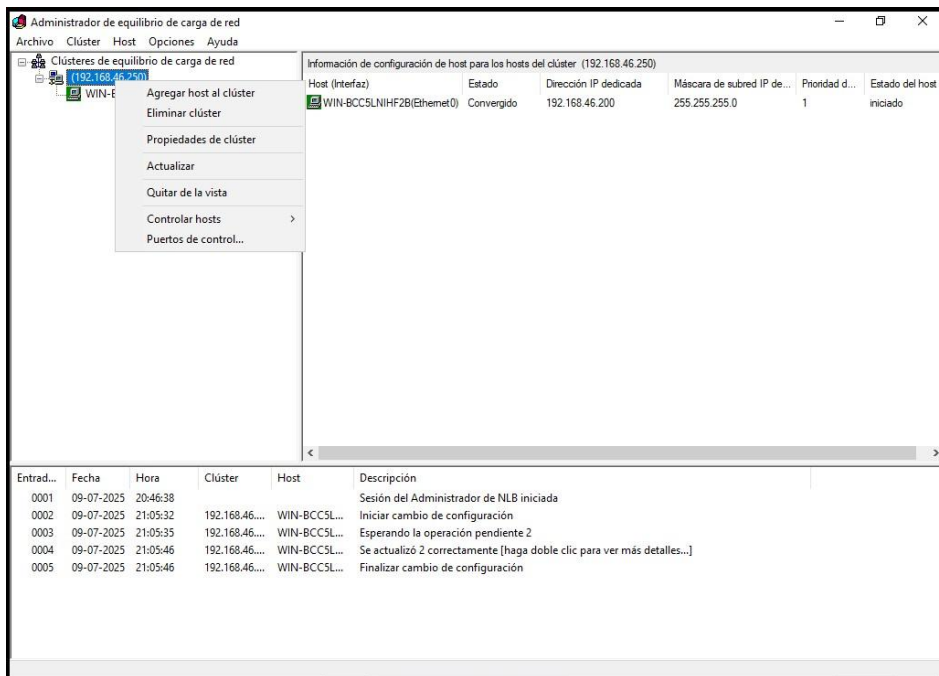 Administrador de equilibrio de carga de red
Archivo Clúster Host Opciones Ayuda
Clústeres de equilibrio de carga de red
(192.168.46.250)
WIN-B
Agregar host al clúster
Eliminar clúster
Propiedades de clúster
Actualizar
Quitar de la vista
Controlar hosts
Puertos de control...
Información de configuración de host para los hosts del clúster (192.168.46.250)
Host (Interfaz) Estado Dirección IP dedicada Máscara de subred IP de... Prioridad d... Estado del host
WIN-BCC5LNIHF2B(Ethernet0) Convergido 192.168.46.200 255.255.255.0 1 iniciado
Entrad... Fecha Hora Clúster Host Descripción
0001 09-07-2025 20:46:38 Sesión del Administrador de NLB iniciada
0002 09-07-2025 21:05:32 192.168.46.... WIN-BCC5L... Iniciar cambio de configuración
0003 09-07-2025 21:05:35 192.168.46.... WIN-BCC5L... Esperando la operación pendiente 2
0004 09-07-2025 21:05:46 192.168.46.... WIN-BCC5L... Se actualizó 2 correctamente [haga doble clic para ver más detalles...]
0005 09-07-2025 21:05:46 192.168.46.... WIN-BCC5L... Finalizar cambio de configuración